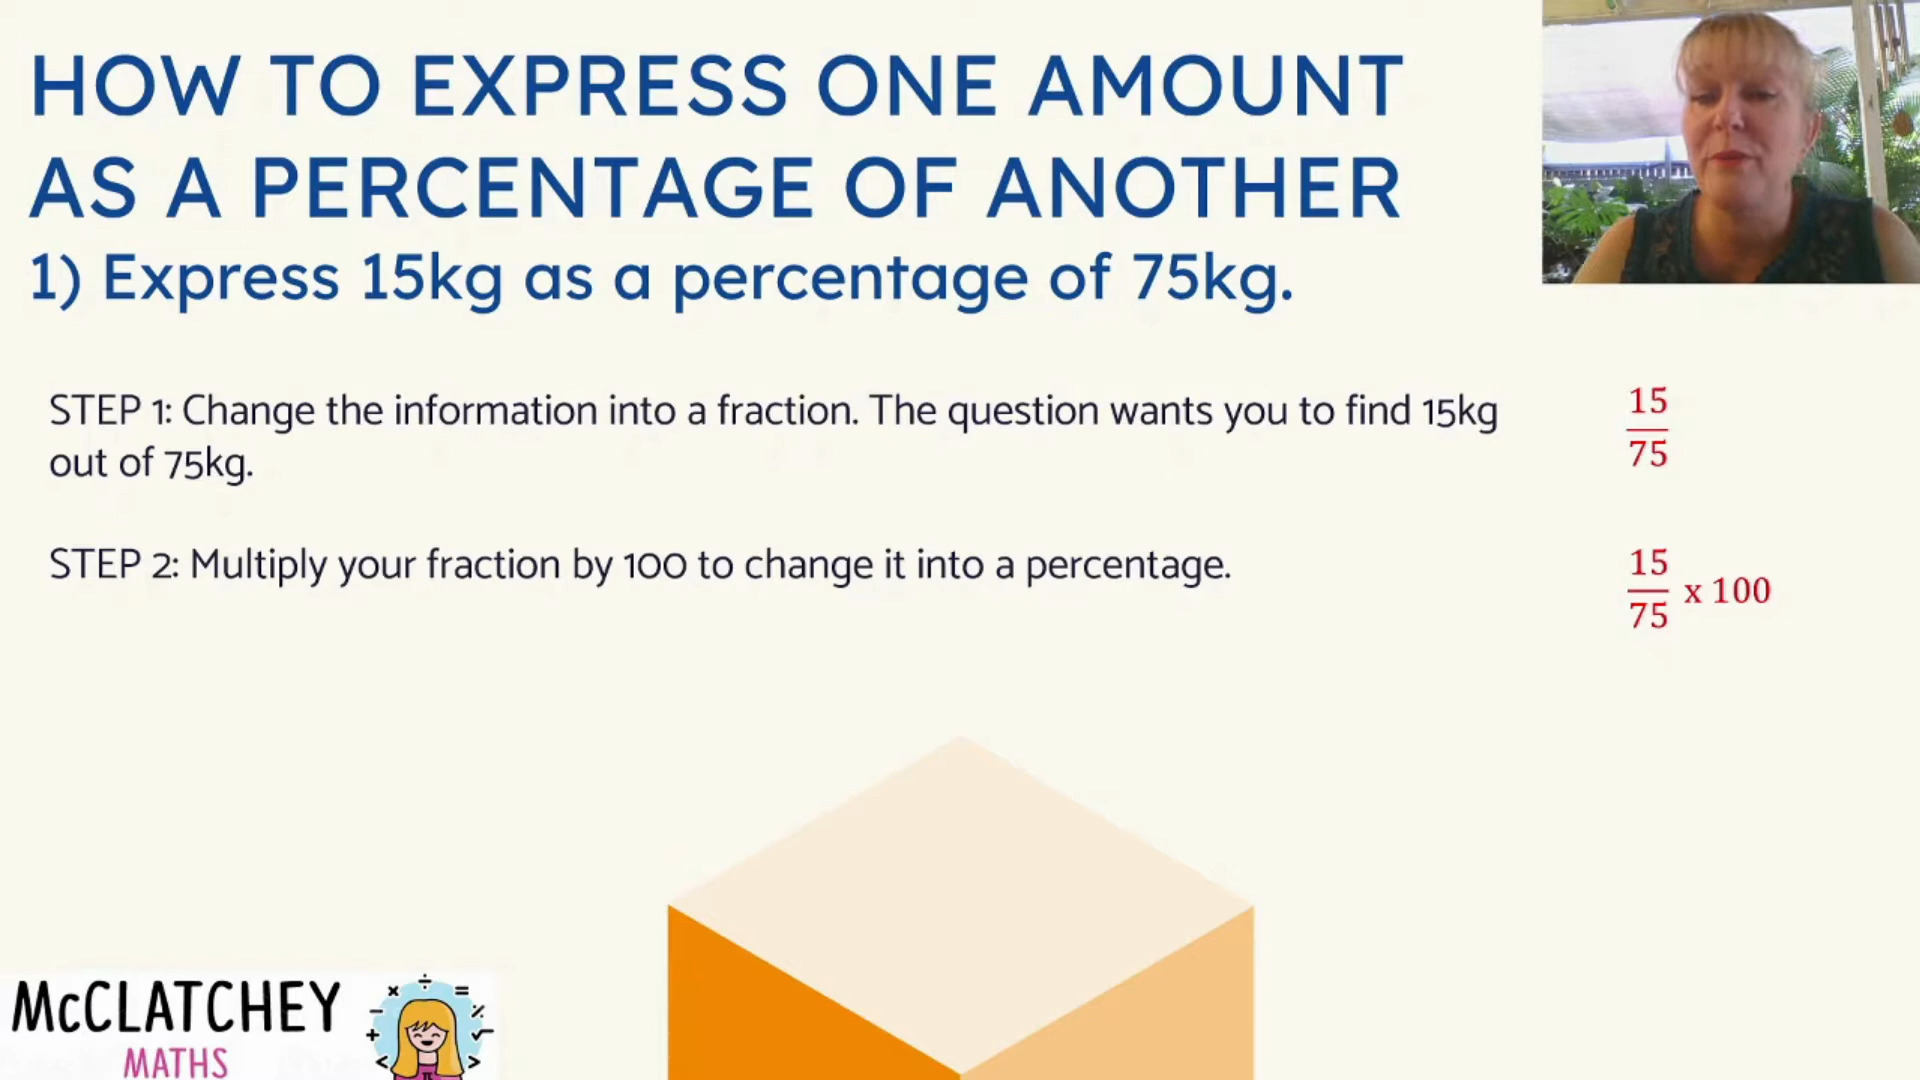 HOW TO EXPRESS ONE AMOUNT
AS A PERCENTAGE OF ANOTHER
1) Express 15kg as a percentage of 75kg.
STEP 1: Change the information into a fraction. The question wants you to find 15kg
out of 75kg.
15
75
STEP 2: Multiply your fraction by 100 to change it into a percentage.
15
75
x 100
McCLATCHEY
MATHS